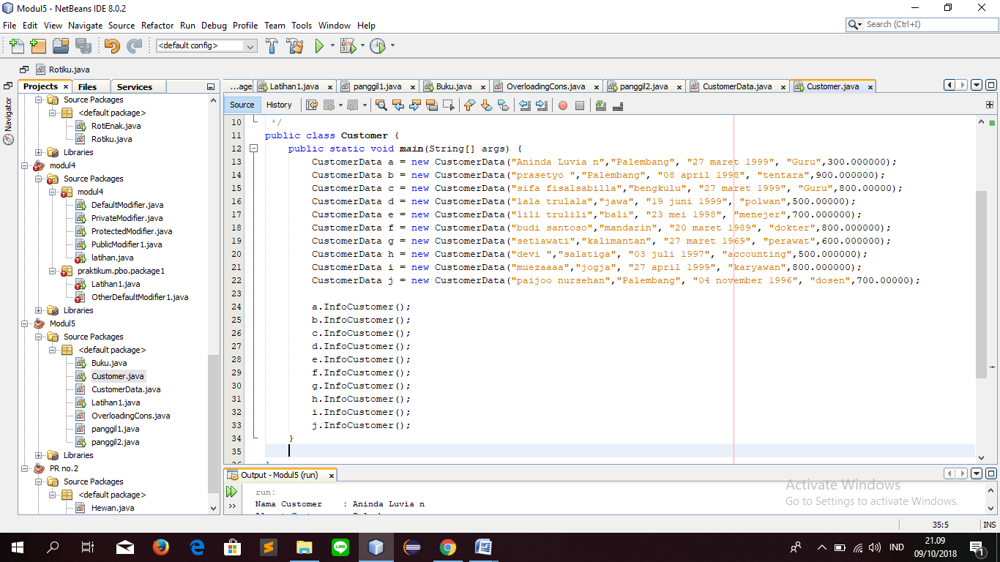 Modul5 - NetBeans IDE 8.0.2
File Edit View Navigate Source Refactor Run Debug Profile Team Tools Window Help
Search (Ctrl+I)
<default config>
Rotiku.java
Navigator
Projects Files Services
Source Packages
<default package>
RotiEnak.java
Rotiku.java
Libraries
modul4
Source Packages
modul4
DefaultModifier.java
PrivateModifier.java
ProtectedModifier.java
PublicModifier1.java
latihan.java
praktikum.pbo.package1
Latihan1.java
OtherDefaultModifier1.java
Libraries
Modul5
Source Packages
<default package>
Buku.java
Customer.java
CustomerData.java
Latihan1.java
OverloadingCons.java
panggil1.java
panggil2.java
Libraries
PR no.2
Source Packages
<default package>
Hewan.java
...age Latihan1.java panggil1.java Buku.java OverloadingCons.java panggil2.java CustomerData.java Customer.java
Source History
10 */
11 public class Customer {
12 public static void main(String[] args) {
13 CustomerData a = new CustomerData("Aninda Luvia n","Palembang", "27 maret 1999", "Guru",300.000000);
14 CustomerData b = new CustomerData("prasetyo ","Palembang", "08 april 1998", "tentara",900.000000);
15 CustomerData c = new CustomerData("sifa fisalsabilla","bengkulu", "27 maret 1999", "Guru",800.000000);
16 CustomerData d = new CustomerData("lala trulala","jawa", "19 juni 1999", "polwan",500.00000);
17 CustomerData e = new CustomerData("lili trulili","bali", "23 mei 1998", "menejer",700.000000);
18 CustomerData f = new CustomerData("budi santoso","mandarin", "20 maret 1989", "dokter",800.000000);
19 CustomerData g = new CustomerData("setiawati","kalimantan", "27 maret 1969", "perawat",600.000000);
20 CustomerData h = new CustomerData("devi ","salatiga", "03 juli 1997", "accounting",500.000000);
21 CustomerData i = new CustomerData("muezaaaa","jogja", "27 april 1999", "karyawan",800.000000);
22 CustomerData j = new CustomerData("paijoo nursehan","Palembang", "04 november 1996", "dosen",700.00000);
23
24 a.InfoCustomer();
25 b.InfoCustomer();
26 c.InfoCustomer();
27 d.InfoCustomer();
28 e.InfoCustomer();
29 f.InfoCustomer();
30 g.InfoCustomer();
31 h.InfoCustomer();
32 i.InfoCustomer();
33 j.InfoCustomer();
34 }
35
Output - Modul5 (run)
run:
Nama Customer : Aninda Luvia n
Activate Windows
Go to Settings to activate Windows.
35:5 INS
IND
21.09
09/10/2018
1